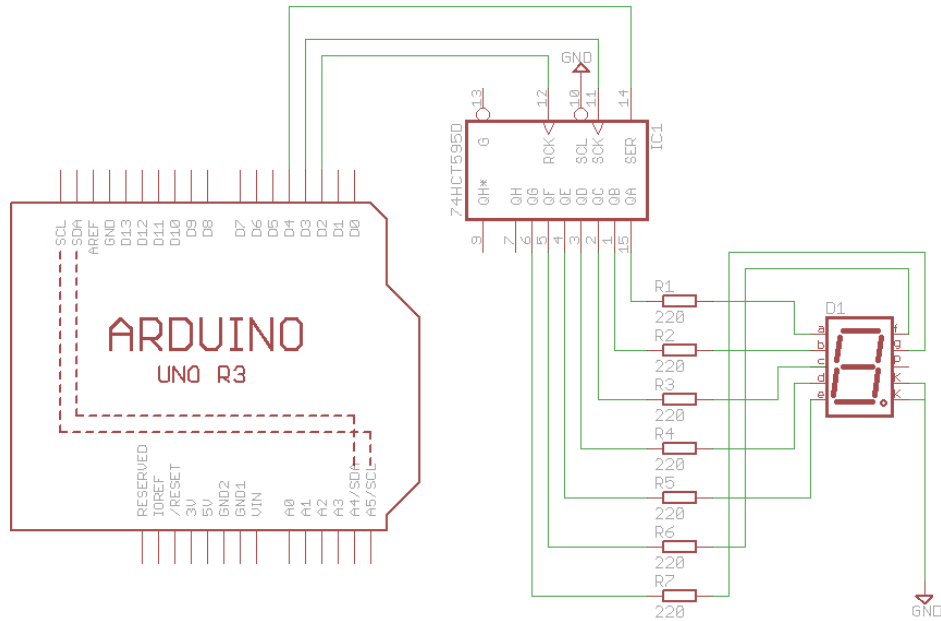 GND
13
12
10
11
14
74HCT595D
G
RCK
SCL
SCK
SER
IC1
QH*
QH
QG
QF
QE
QD
QC
QB
QA
9
7
6
5
4
3
2
1
15
SCL
SDA
AREF
GND
D13
D12
D11
D10
D9
D8
D7
D6
D5
D4
D3
D2
D1
D0
ARDUINO
UNO R3
RESERVED
IOREF
/RESET
3V
5V
GND2
GND1
VIN
A0
A1
A2
A3
A4/SDA
A5/SCL
R1
220
R2
220
R3
220
R4
220
R5
220
R6
220
R7
220
D1
a f
b g
c P
d K
e K
GND